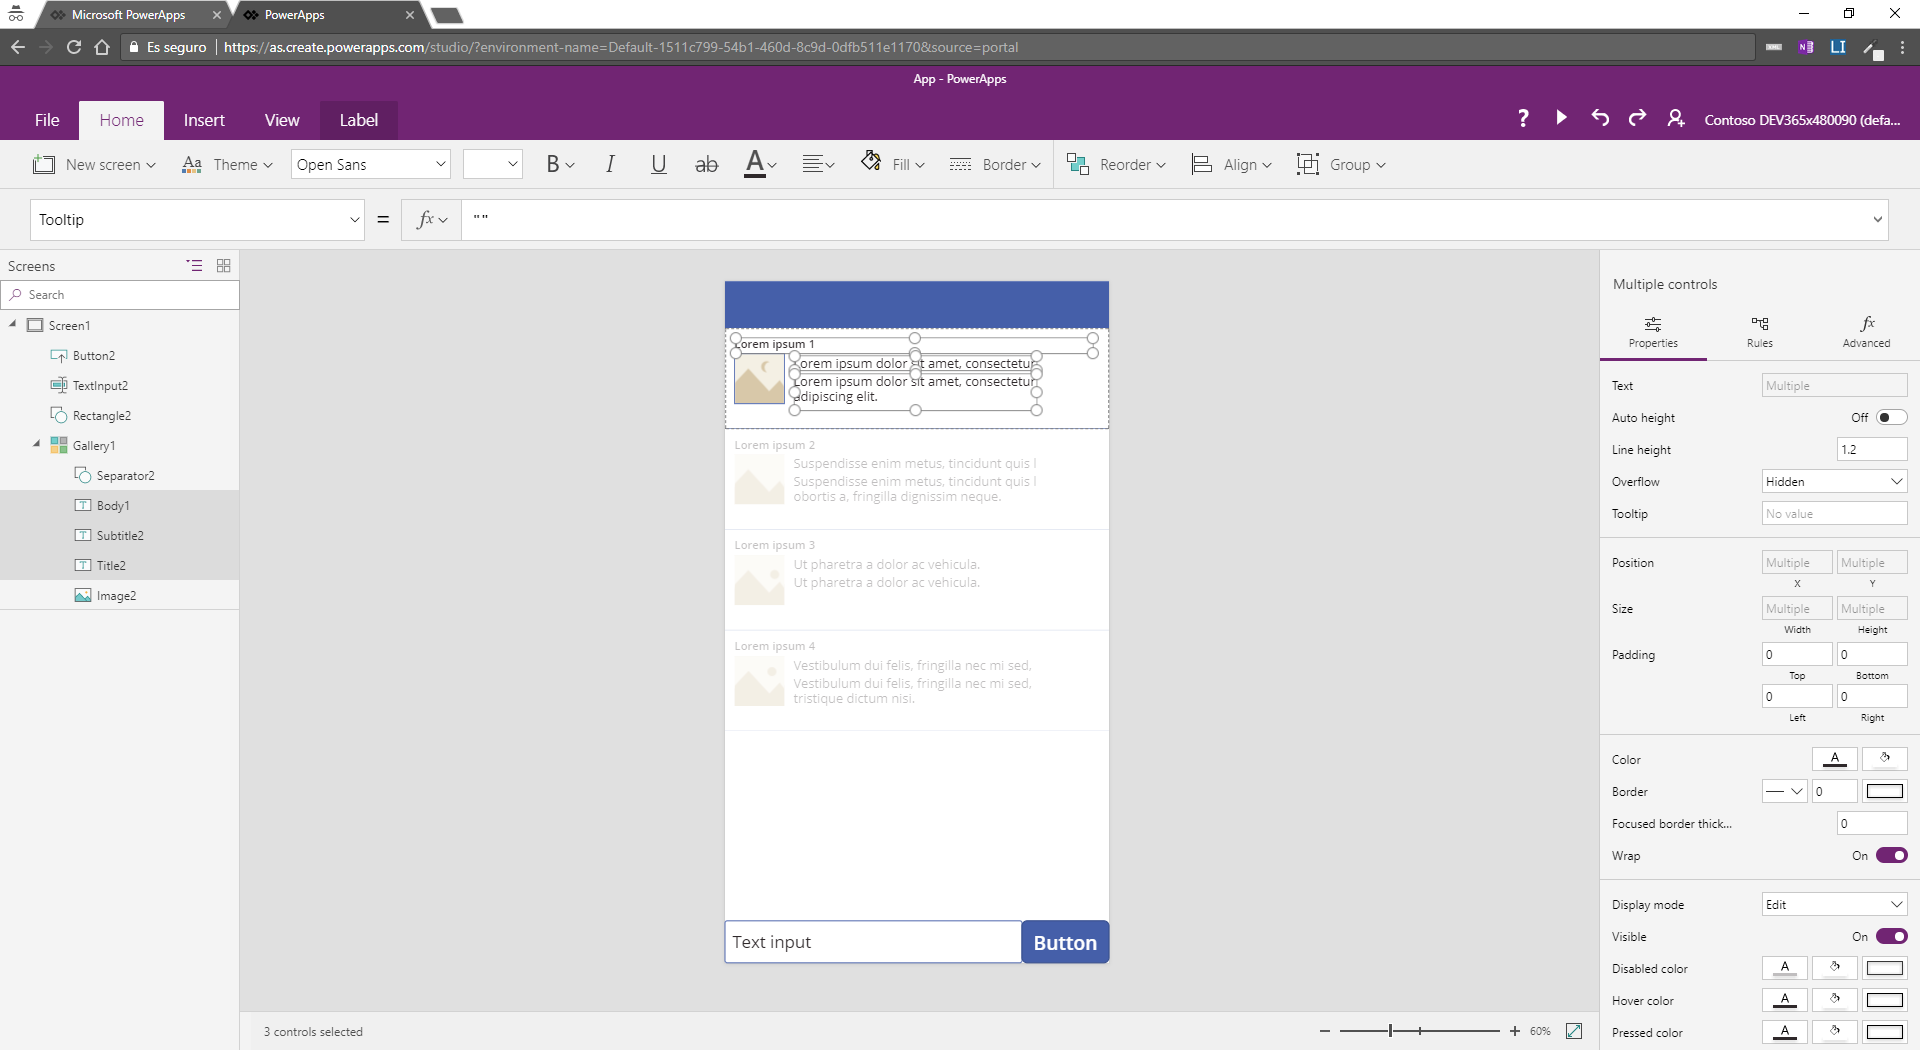 Microsoft PowerApps
PowerApps
Es seguro
https://as.create.powerapps.com/studio/?environment-name=Default-1511c799-54b1-460d-8c9d-0dfb511e1170&source=portal
App - PowerApps
File
Home
Insert
View
Label
Contoso DEV365x480090 (defa...
New screen
Theme
Open Sans
B
I
U
ab
A
Fill
Border
Reorder
Align
Group
Tooltip
=
fx
""
Screens
Search
Screen1
Button2
TextInput2
Rectangle2
Gallery1
Separator2
Body1
Subtitle2
Title2
Image2
Lorem ipsum 1
Lorem ipsum dolor sit amet, consectetur
Lorem ipsum dolor sit amet, consectetur
adipiscing elit.
Lorem ipsum 2
Suspendisse enim metus, tincidunt quis l
Suspendisse enim metus, tincidunt quis l
obortis a, fringilla dignissim neque.
Lorem ipsum 3
Ut pharetra a dolor ac vehicula.
Ut pharetra a dolor ac vehicula.
Lorem ipsum 4
Vestibulum dui felis, fringilla nec mi sed,
Vestibulum dui felis, fringilla nec mi sed,
tristique dictum nisi.
Text input
Button
3 controls selected
60%
Multiple controls
Properties
Rules
Advanced
Text
Multiple
Auto height
Off
Line height
1.2
Overflow
Hidden
Tooltip
No value
Position
Multiple
Multiple
X
Y
Size
Multiple
Multiple
Width
Height
Padding
0
0
Top
Bottom
0
0
Left
Right
Color
Border
0
Focused border thick...
0
Wrap
On
Display mode
Edit
Visible
On
Disabled color
Hover color
Pressed color